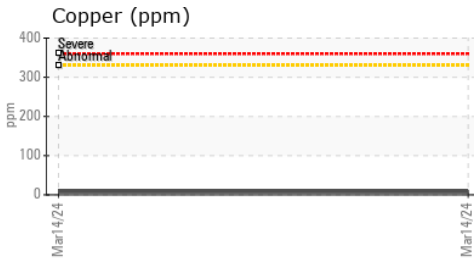 Copper (ppm)
400
Severe
Abnormal
300
ppm
200
100
0
Mar14/24
Mar14/24